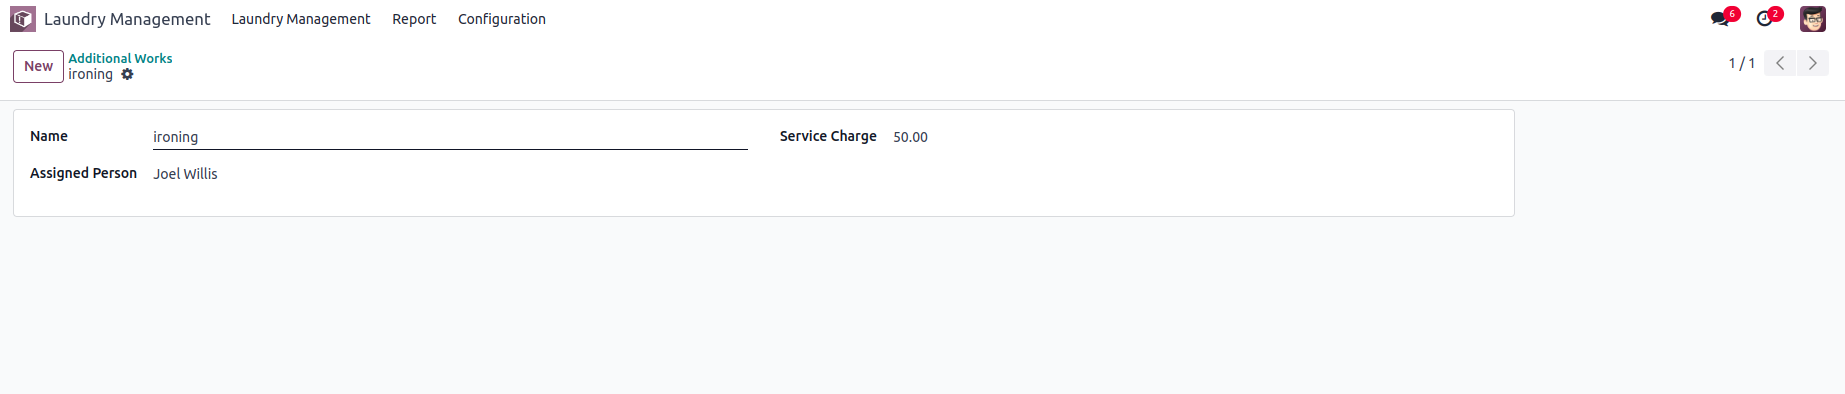 Laundry Management Laundry Management Report Configuration 6 2
New Additional Works 1 / 1
ironing
Name ironing Service Charge 50.00
Assigned Person Joel Willis